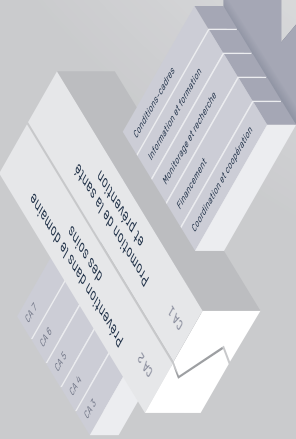 Conditions-cadres
Information et formation
Monitorage et recherche
Financement
Coordination et coopération
CA 1
Promotion de la santé
et prévention
CA 2
Prévention dans le domaine
des soins
CA 3
CA 4
CA 5
CA 6
CA 7